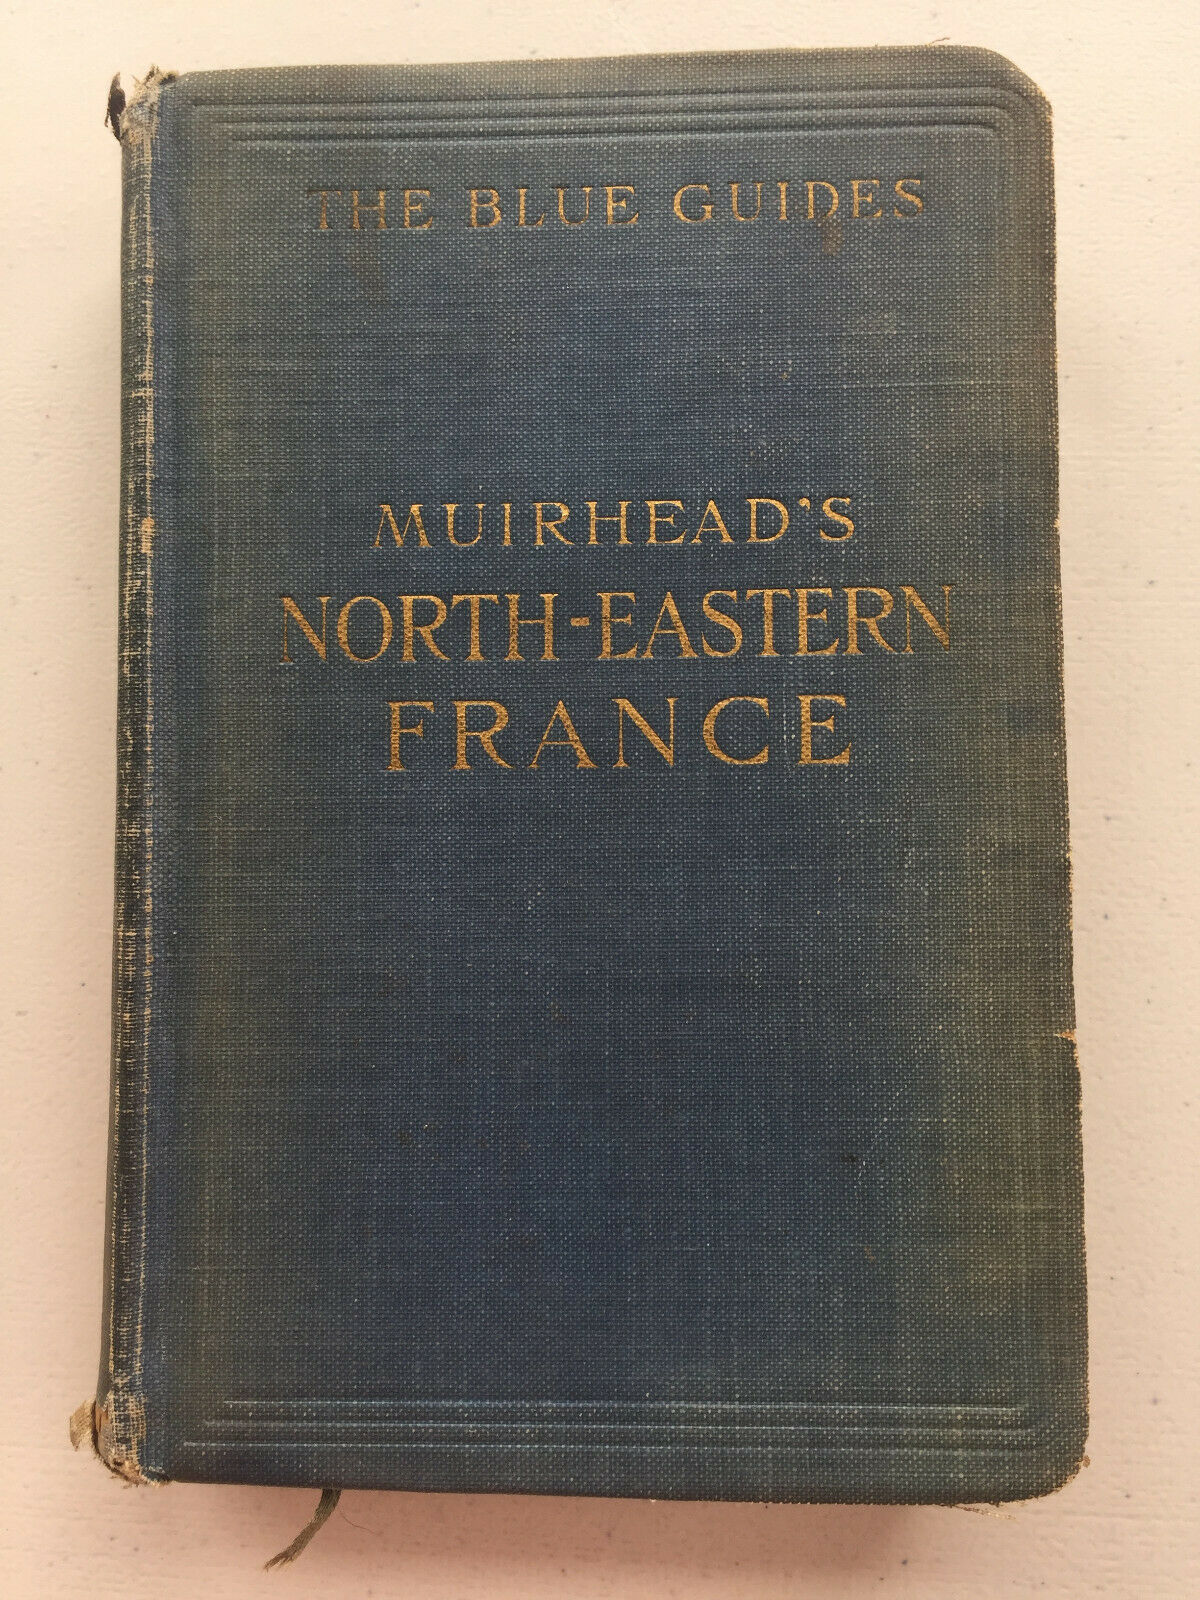 THE BLUE GUIDES
MUIRHEAD'S
NORTH-EASTERN
FRANCE